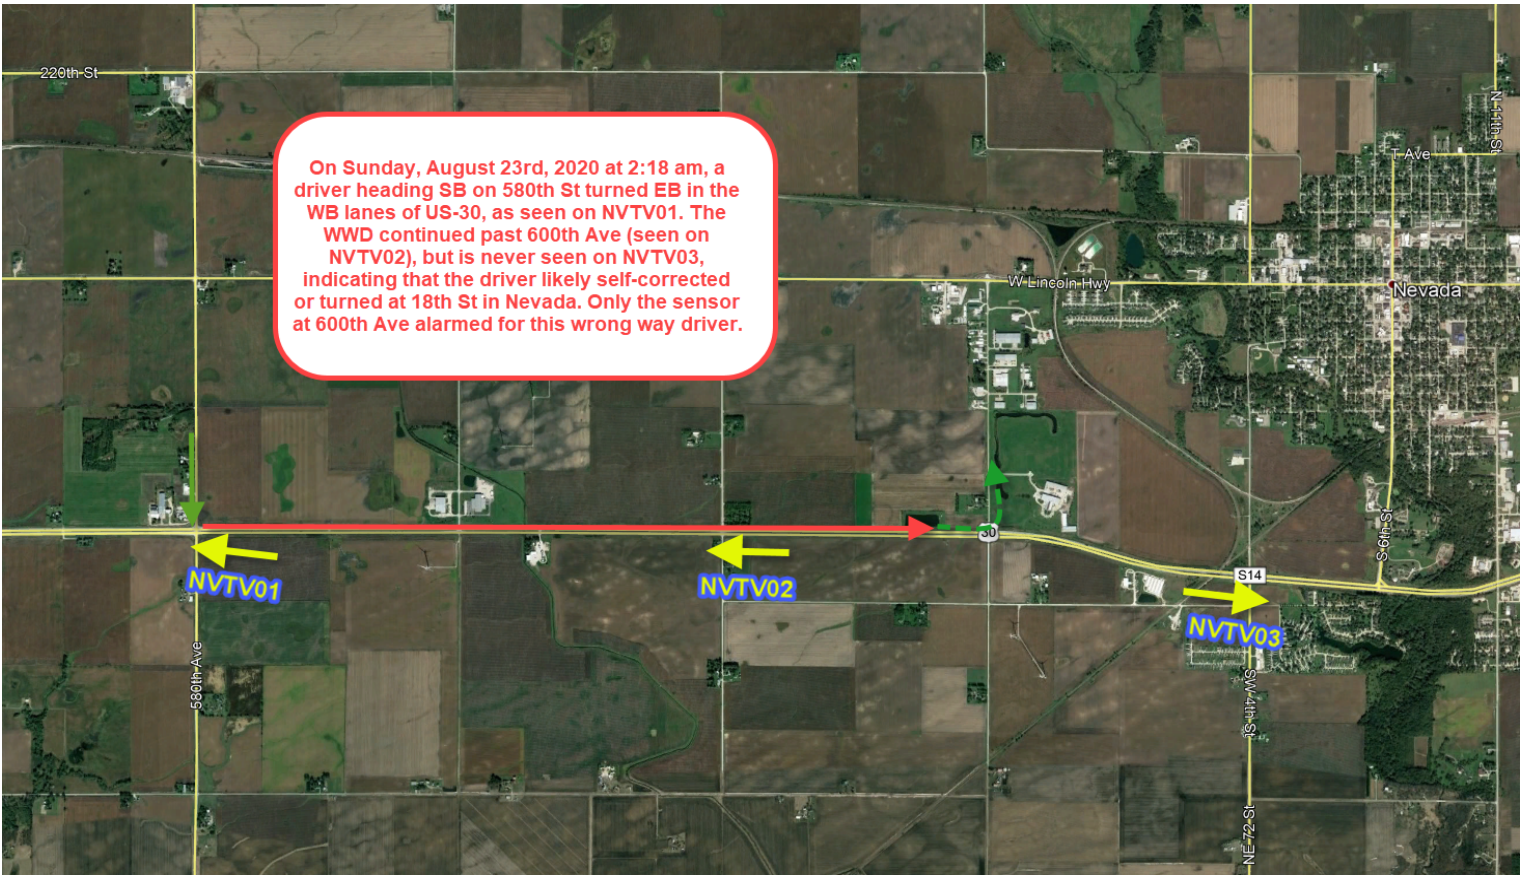 220th St
N 11th St
T Ave
On Sunday, August 23rd, 2020 at 2:18 am, a
driver heading SB on 580th St turned EB in the
WB lanes of US-30, as seen on NVTV01. The
WWD continued past 600th Ave (seen on
NVTV02), but is never seen on NVTV03,
indicating that the driver likely self-corrected
or turned at 18th St in Nevada. Only the sensor
at 600th Ave alarmed for this wrong way driver.
W Lincoln Hwy
Nevada
30
S 6th St
S14
NVTV01
NVTV02
NVTV03
580th Ave
SW 4th St
NE 72 St